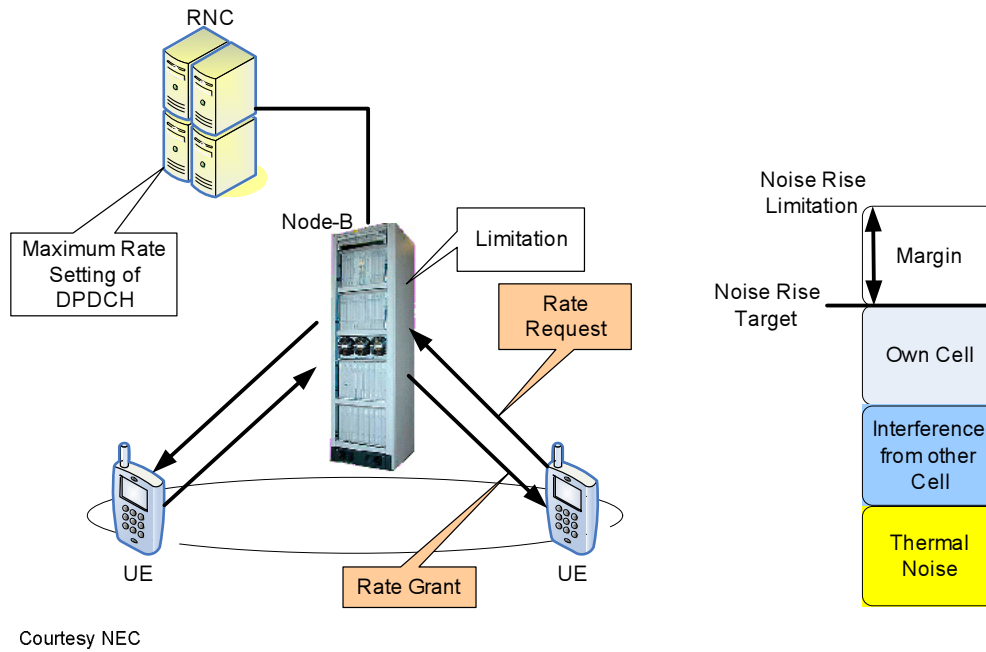 RNC
Maximum Rate
Setting of
DPDCH
Node-B
Limitation
Rate
Request
Rate Grant
UE
UE
Noise Rise
Limitation
Margin
Noise Rise
Target
Own Cell
Interference
from other
Cell
Thermal
Noise
Courtesy NEC